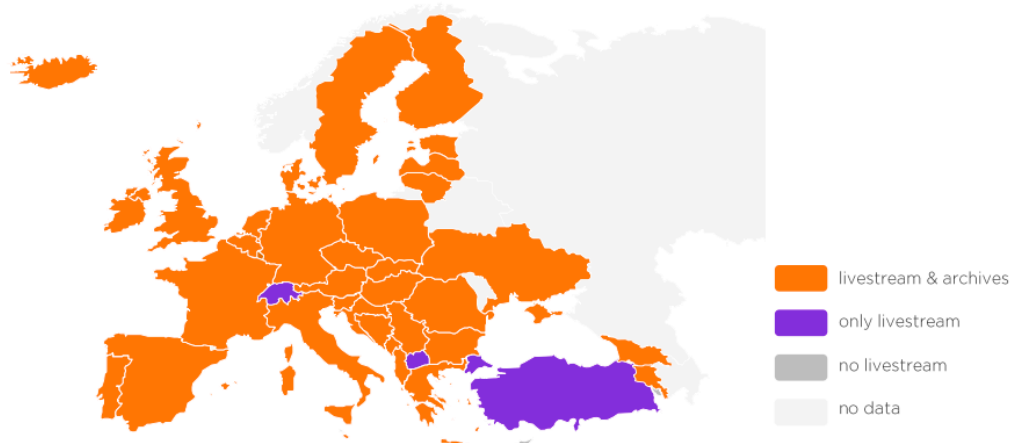 livestream & archives
only livestream
no livestream
no data